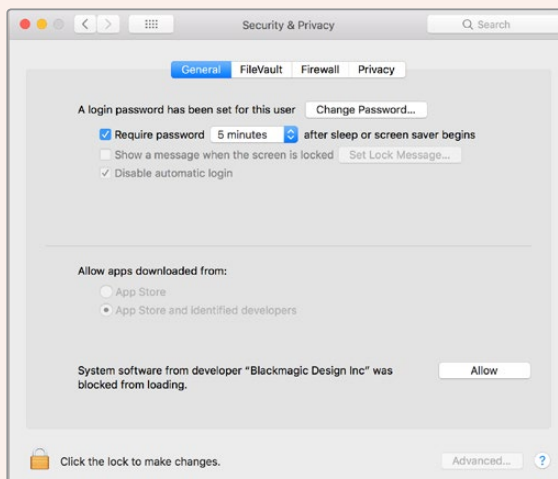 Security & Privacy
Search
General FileVault Firewall Privacy
A login password has been set for this user Change Password...
Require password 5 minutes after sleep or screen saver begins
Show a message when the screen is locked Set Lock Message...
Disable automatic login
Allow apps downloaded from:
App Store
App Store and identified developers
System software from developer “Blackmagic Design Inc” was Allow
blocked from loading.
Click the lock to make changes. Advanced... ?